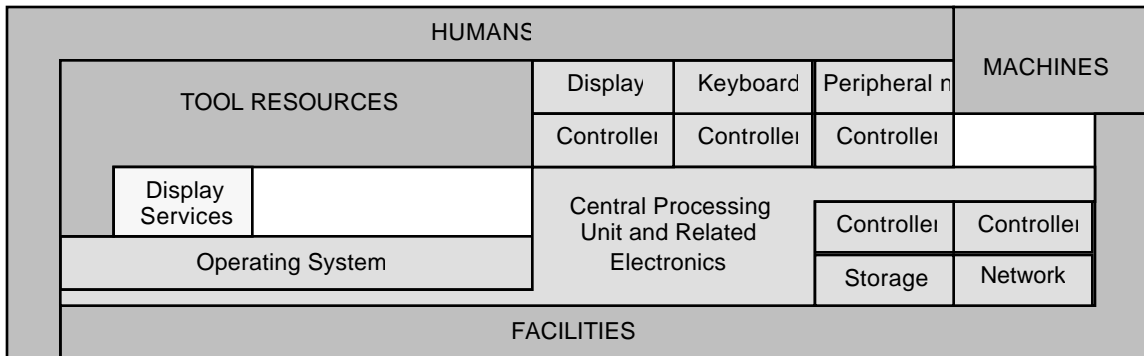 HUMANS
MACHINES
TOOL RESOURCES
Display
Keyboard
Peripheral n
Controller
Controller
Controller
Display
Services
Central Processing
Unit and Related
Electronics
Controller
Controller
Operating System
Storage
Network
FACILITIES